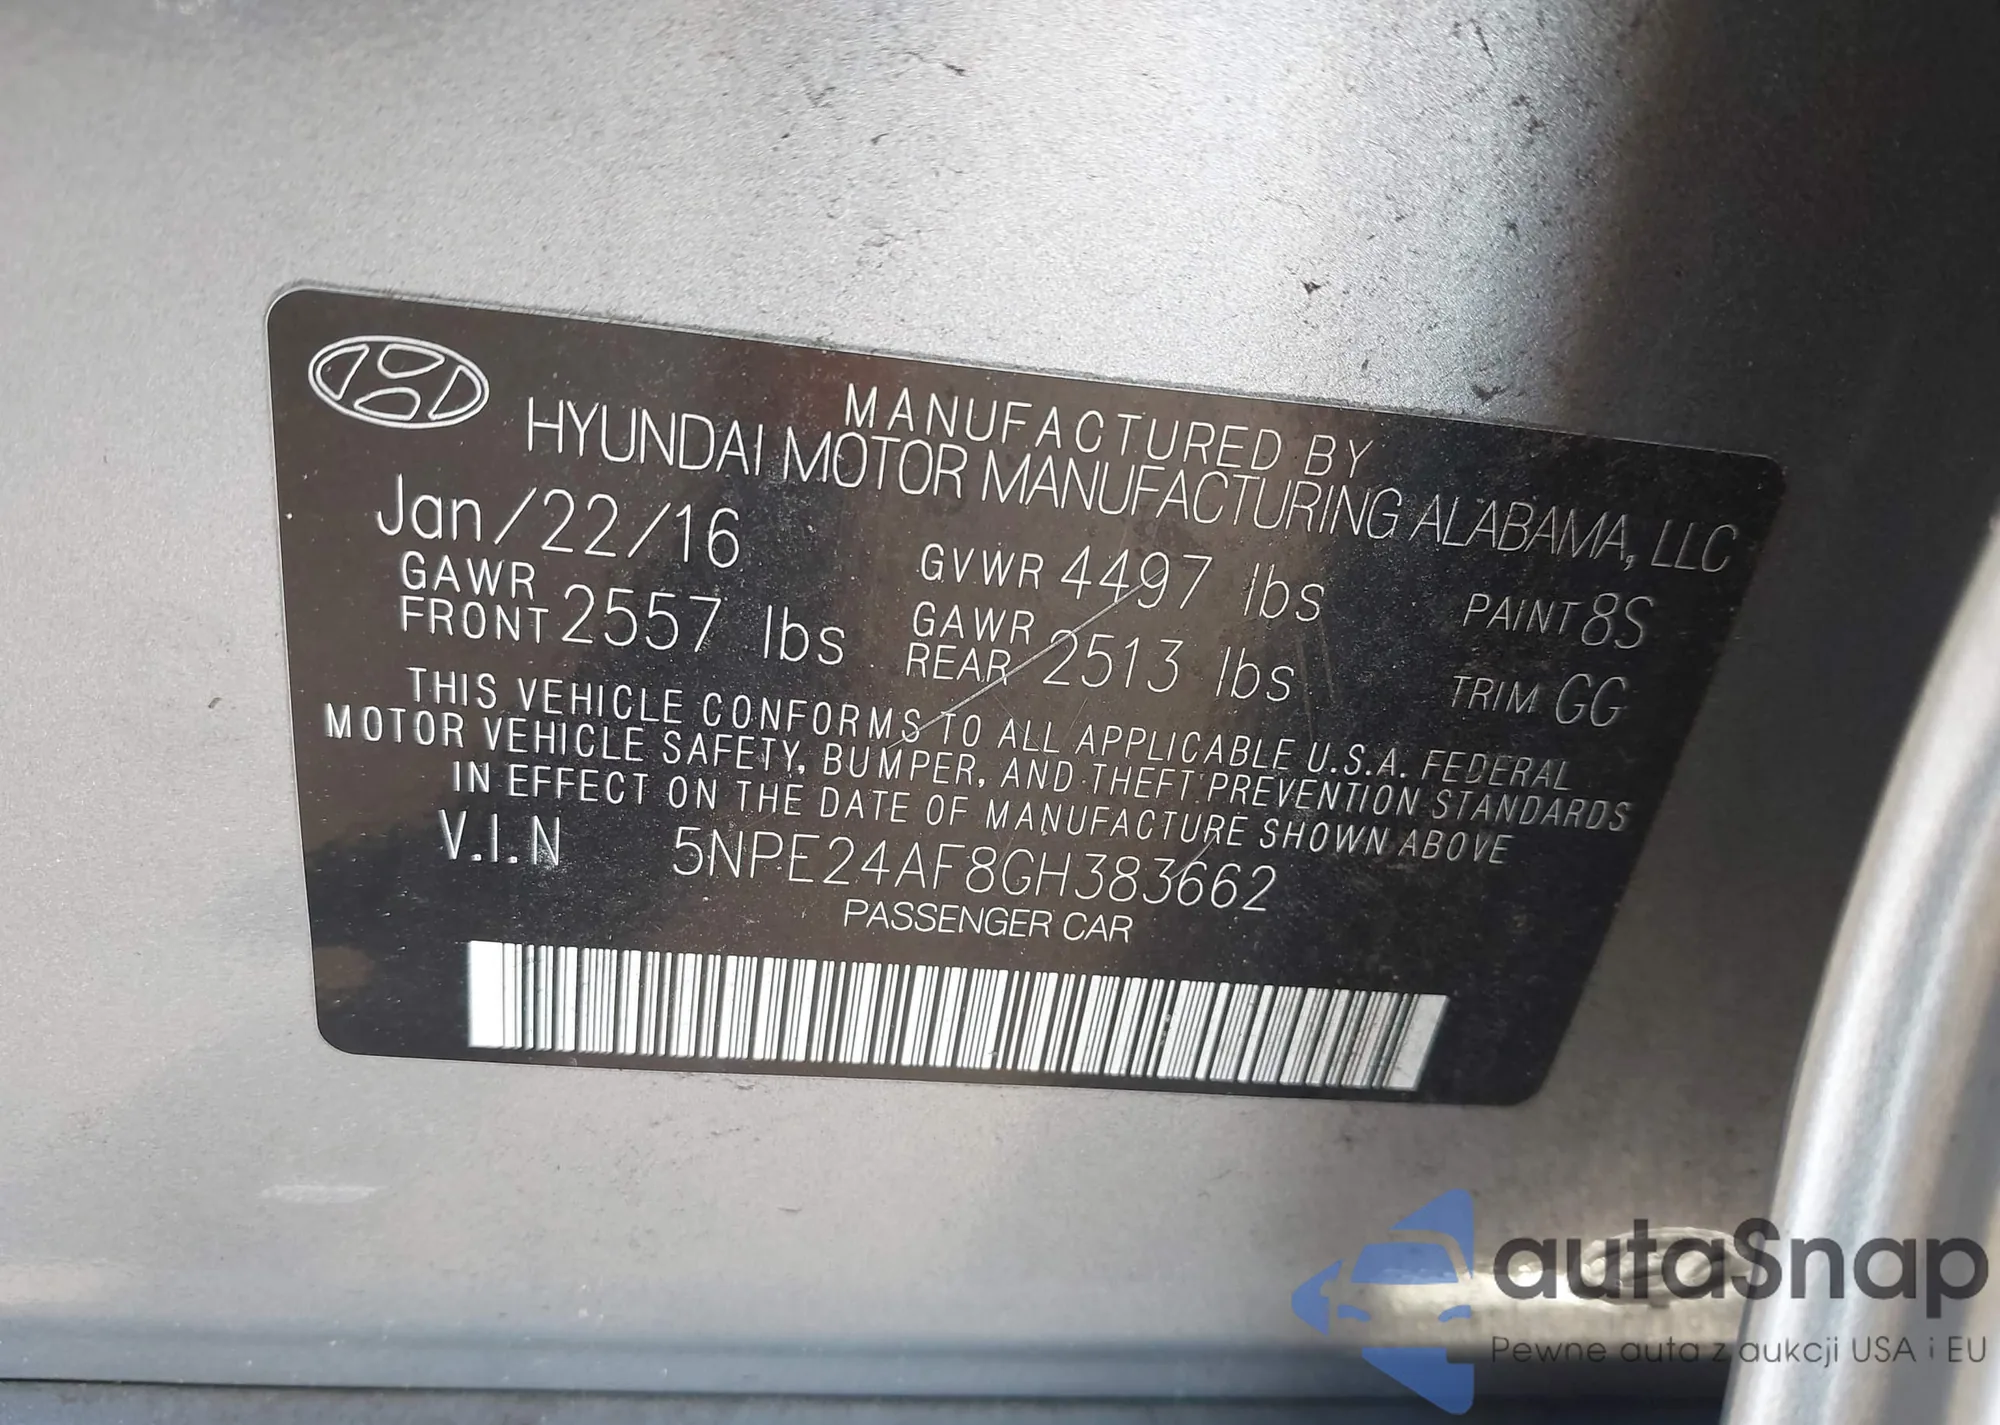 MANUFACTURED BY
HYUNDAI MOTOR MANUFACTURING ALABAMA, LLC
Jan/22/16 GVWR 4497 lbs PAINT 8S
GAWR FRONT 2557 lbs GAWR REAR 2513 lbs TRIM GG
THIS VEHICLE CONFORMS TO ALL APPLICABLE U.S.A. FEDERAL
MOTOR VEHICLE SAFETY, BUMPER, AND THEFT PREVENTION STANDARDS
IN EFFECT ON THE DATE OF MANUFACTURE SHOWN ABOVE
V.I.N 5NPE24AF8GH383662
PASSENGER CAR
autaSnap
Pewne auta z aukcji USA i EU